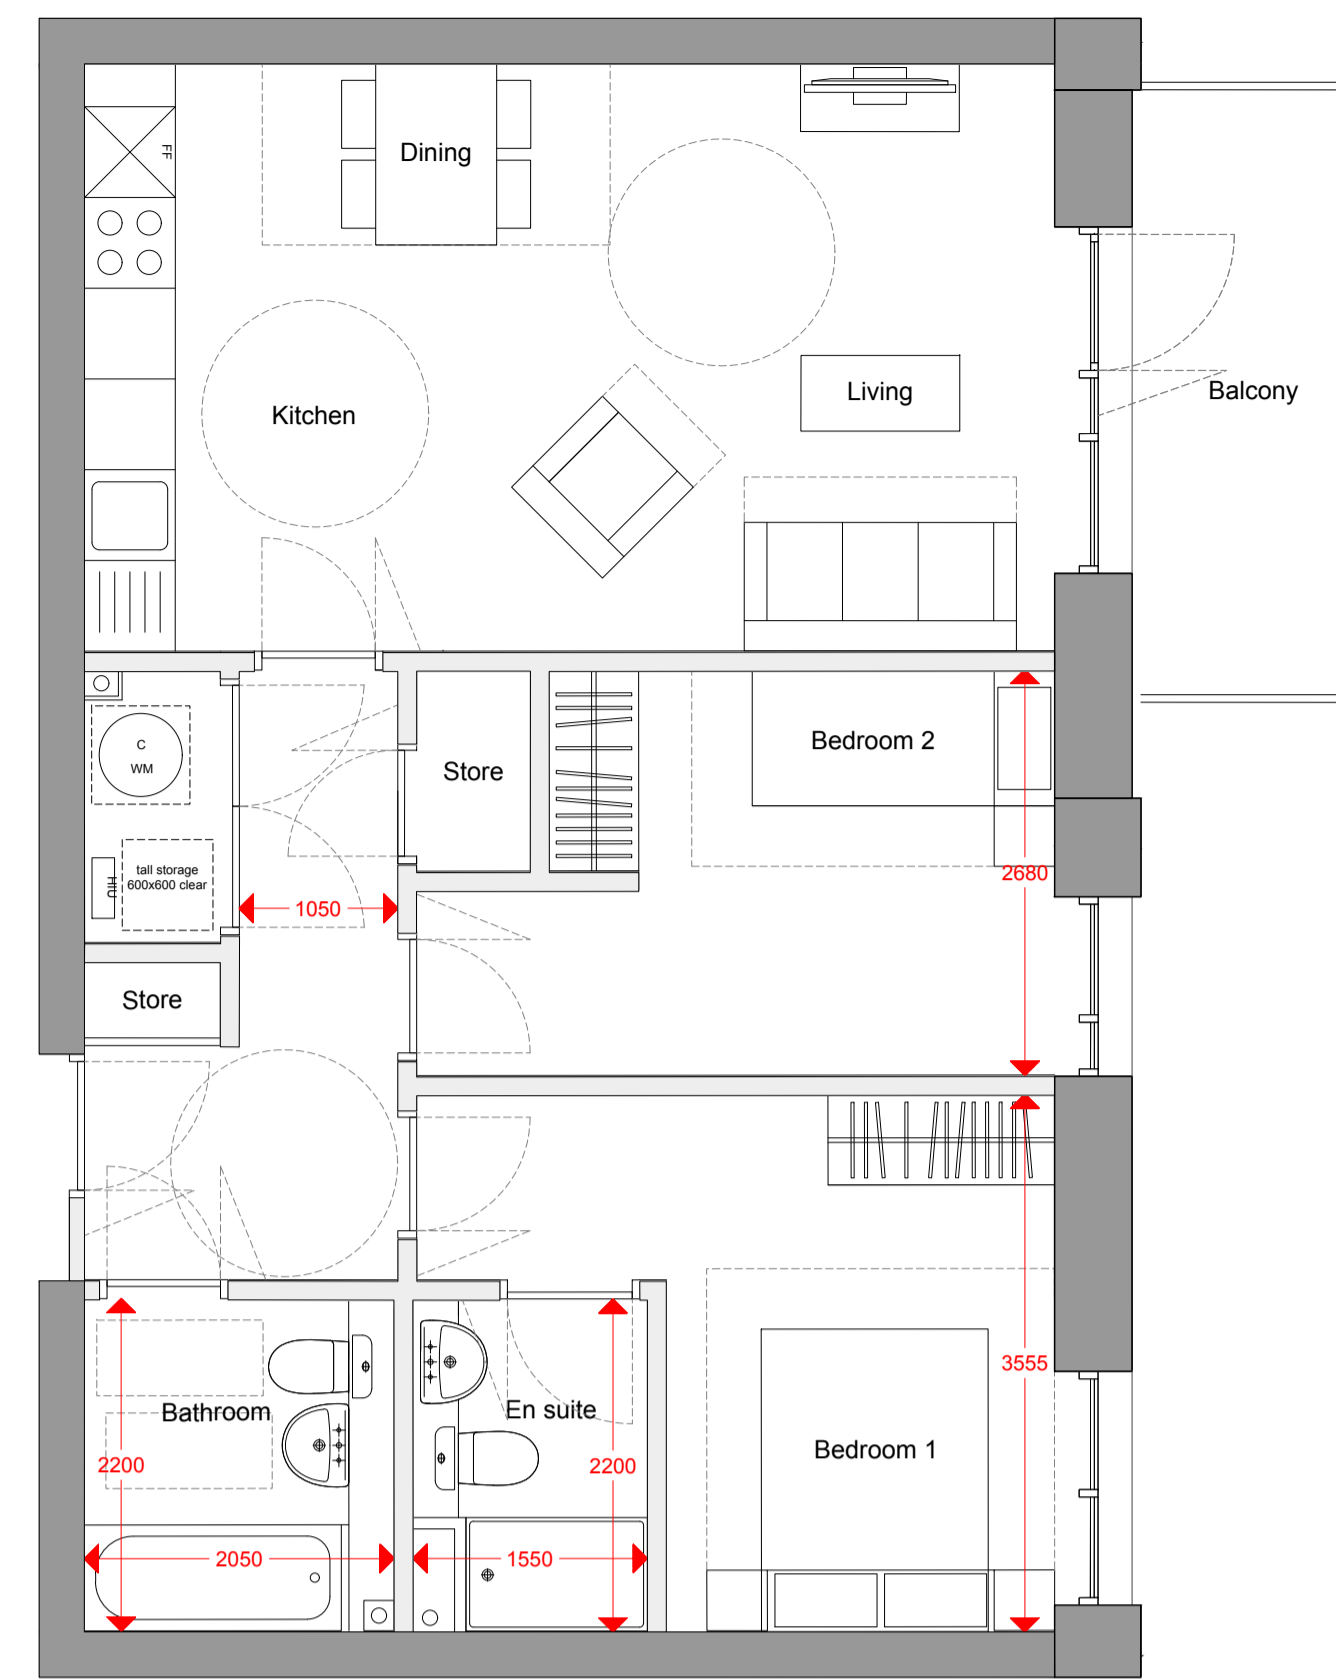 FF
Dining
Kitchen
Living
Balcony
C
WM
Store
Bedroom 2
tall storage
600x600 clear
HIU
2680
1050
Store
3555
Bathroom
En suite
Bedroom 1
2200
2200
2050
1550